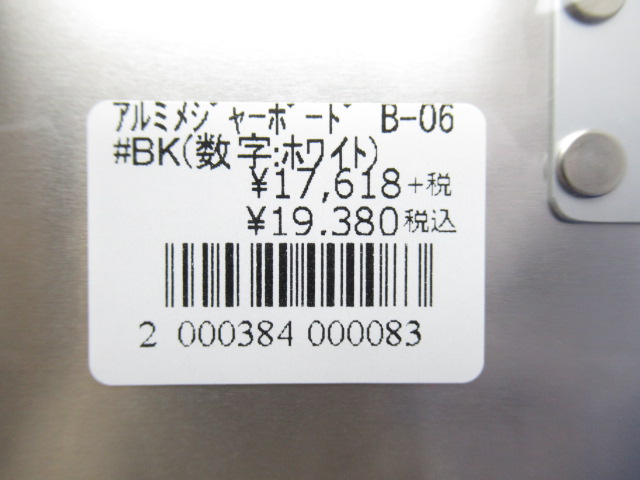 ｱﾙﾐﾒｼﾞｬｰﾎﾞｰﾄﾞ B-06
#BK(数字:ﾎﾜｲﾄ)
¥17,618+税
¥19.380税込
2 000384 000083